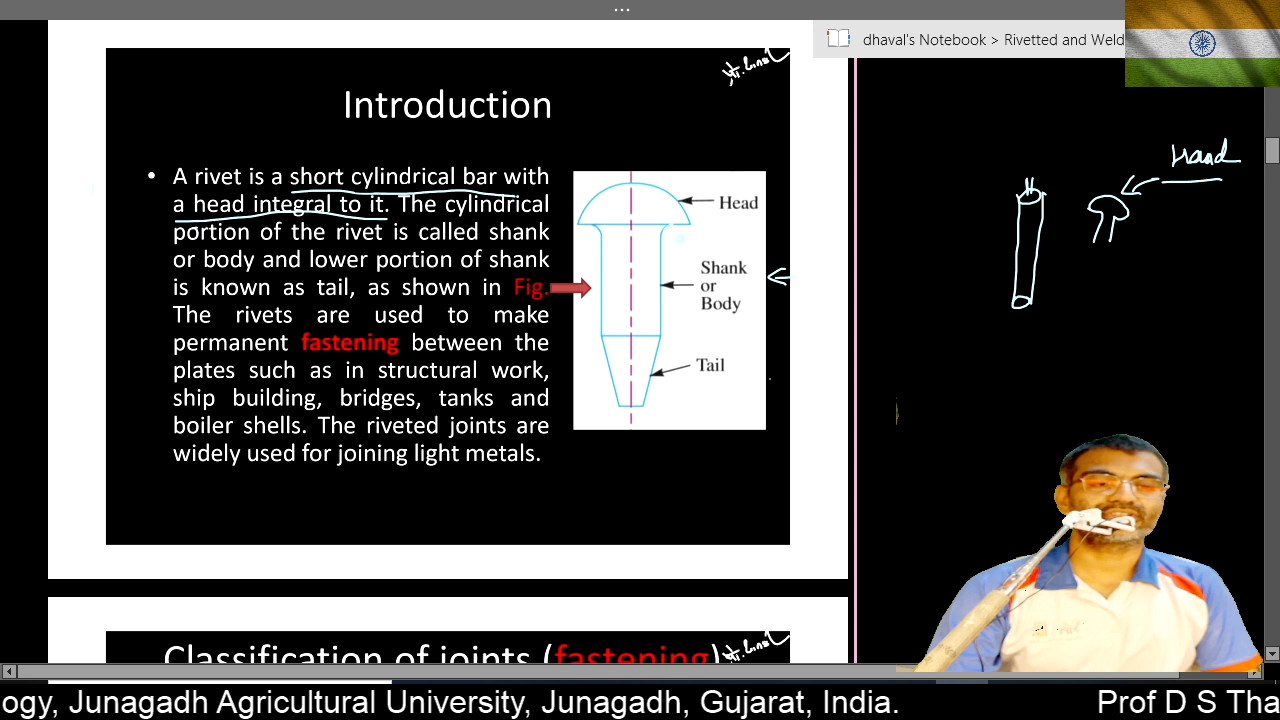 ...
dhaval's Notebook > Rivetted and Weld
Introduction
• A rivet is a short cylindrical bar with
a head integral to it. The cylindrical
portion of the rivet is called shank
or body and lower portion of shank
is known as tail, as shown in Fig.
The rivets are used to make
permanent fastening between the
plates such as in structural work,
ship building, bridges, tanks and
boiler shells. The riveted joints are
widely used for joining light metals.
Head
Shank
or
Body
Tail
Head
Classification of joints (fastening)
ogy, Junagadh Agricultural University, Junagadh, Gujarat, India.
Prof D S Tha